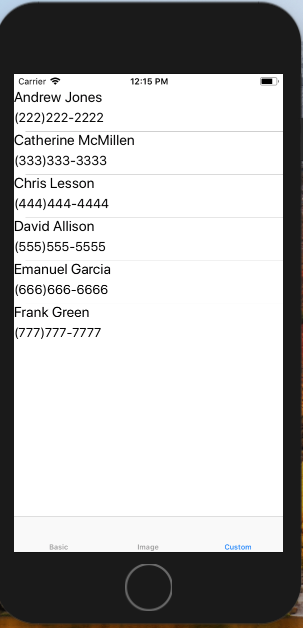 Carrier 12:15 PM
Andrew Jones
(222)222-2222
Catherine McMillen
(333)333-3333
Chris Lesson
(444)444-4444
David Allison
(555)555-5555
Emanuel Garcia
(666)666-6666
Frank Green
(777)777-7777
Basic Image Custom